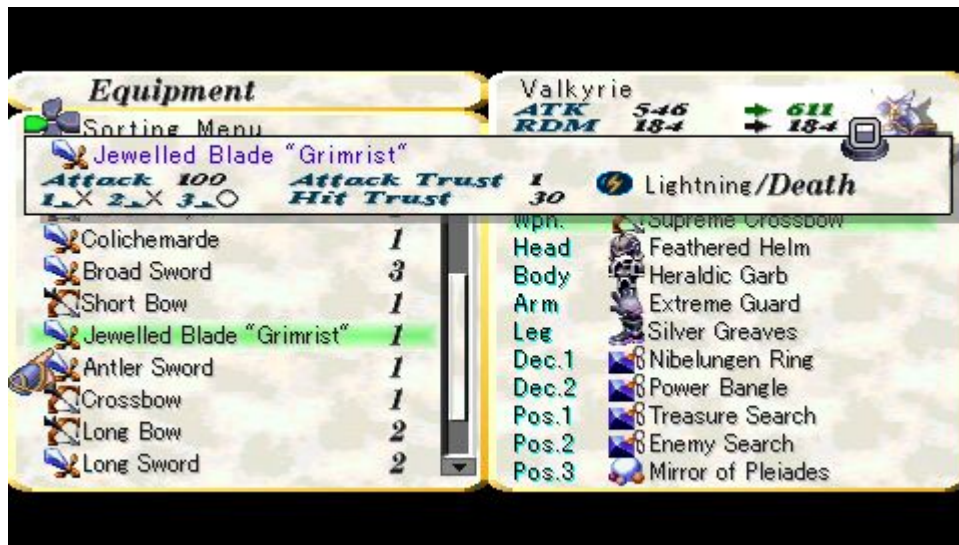 Equipment
Sorting Menu
Valkyrie
ATK 546 → 611
RDM 184 → 184
Jewelled Blade "Grimrist"
Attack 100 Attack Trust 1 Lightning/Death
1 X 2 X 3 O Hit Trust 30
Colichemarde 1
Broad Sword 3
Short Bow 1
Jewelled Blade "Grimrist" 1
Antler Sword 1
Crossbow 1
Long Bow 2
Long Sword 2
Wpn. Supreme Crossbow
Head Feathered Helm
Body Heraldic Garb
Arm Extreme Guard
Leg Silver Greaves
Dec.1 Nibelungen Ring
Dec.2 Power Bangle
Pos.1 Treasure Search
Pos.2 Enemy Search
Pos.3 Mirror of Pleiades